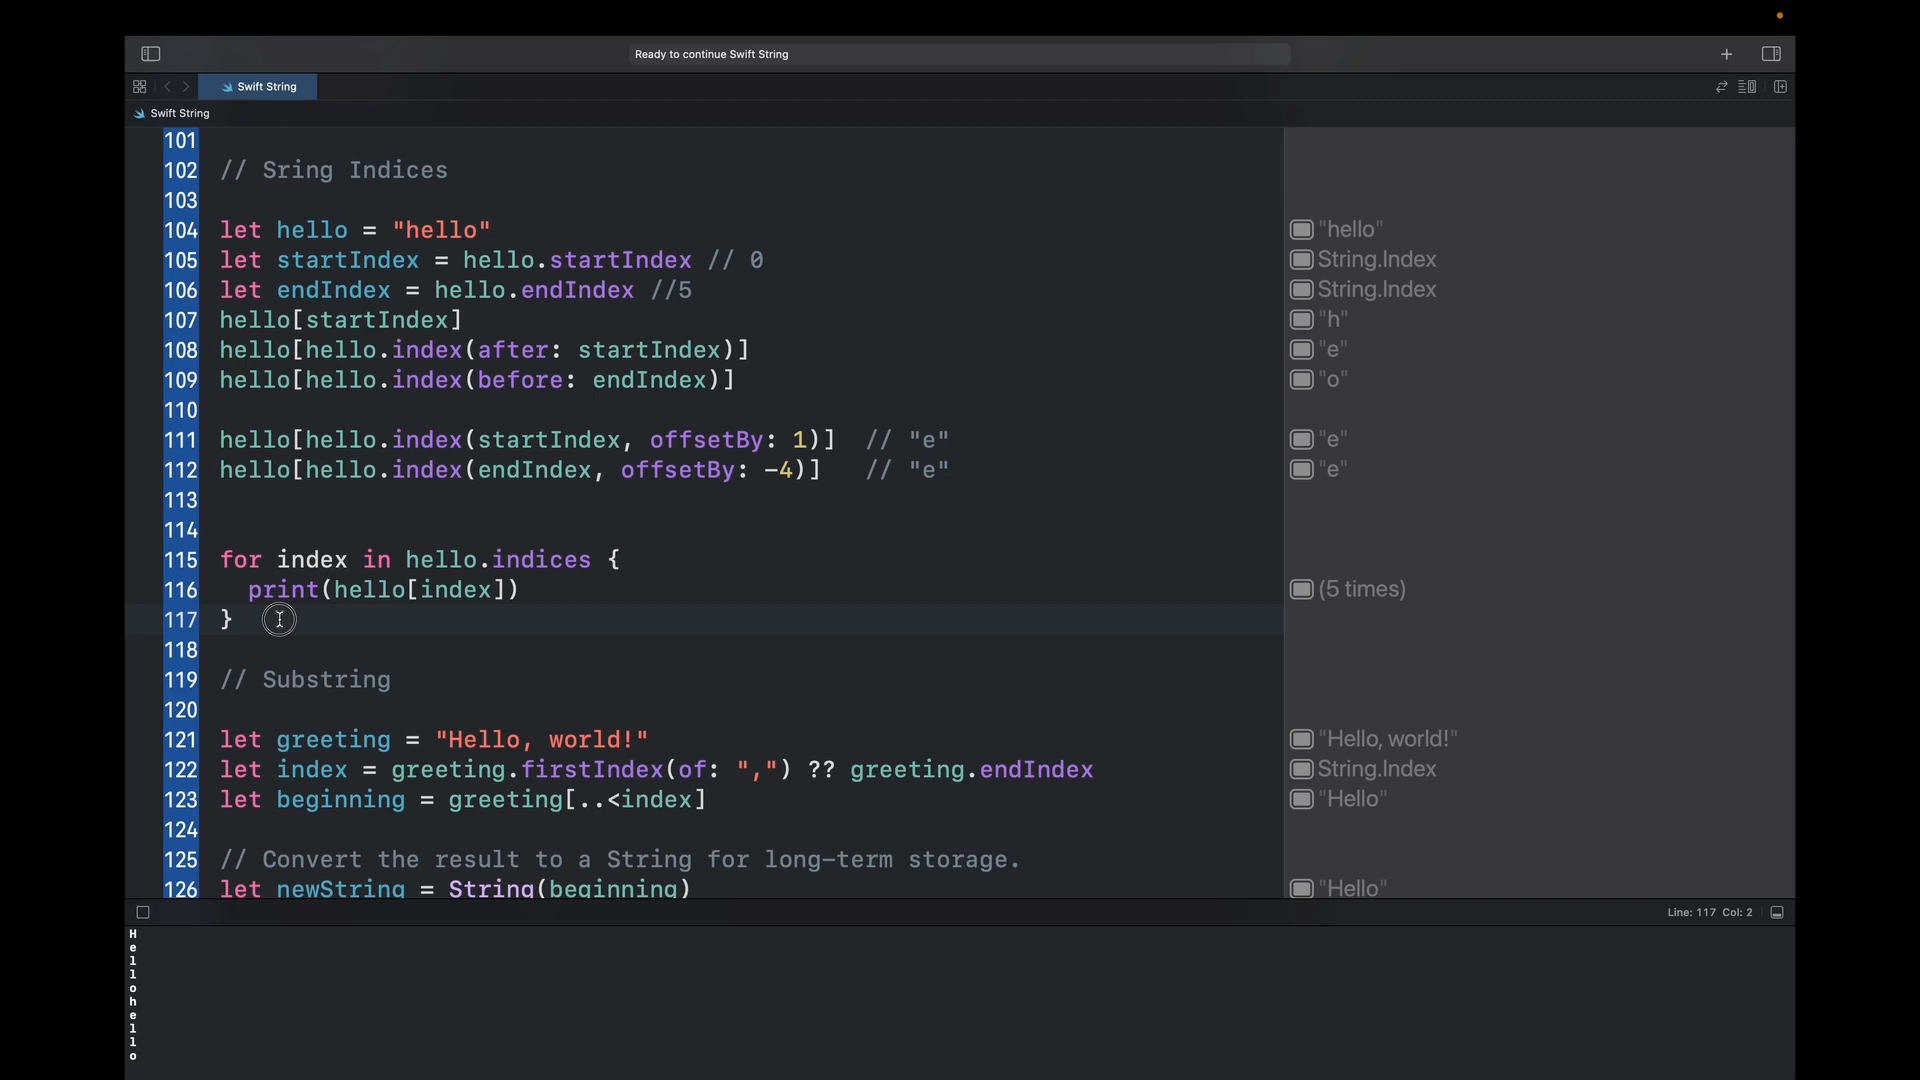 Ready to continue Swift String
Swift String
Swift String
101
102 // Sring Indices
103
104 let hello = "hello" "hello"
105 let startIndex = hello.startIndex // 0 String.Index
106 let endIndex = hello.endIndex //5 String.Index
107 hello[startIndex] "h"
108 hello[hello.index(after: startIndex)] "e"
109 hello[hello.index(before: endIndex)] "o"
110
111 hello[hello.index(startIndex, offsetBy: 1)] // "e" "e"
112 hello[hello.index(endIndex, offsetBy: -4)] // "e" "e"
113
114
115 for index in hello.indices {
116 print(hello[index]) (5 times)
117 }
118
119 // Substring
120
121 let greeting = "Hello, world!" "Hello, world!"
122 let index = greeting.firstIndex(of: ",") ?? greeting.endIndex String.Index
123 let beginning = greeting[..<index] "Hello"
124
125 // Convert the result to a String for long-term storage.
126 let newString = String(beginning) "Hello"
Line: 117 Col: 2
H
e
l
l
o
h
e
l
l
o